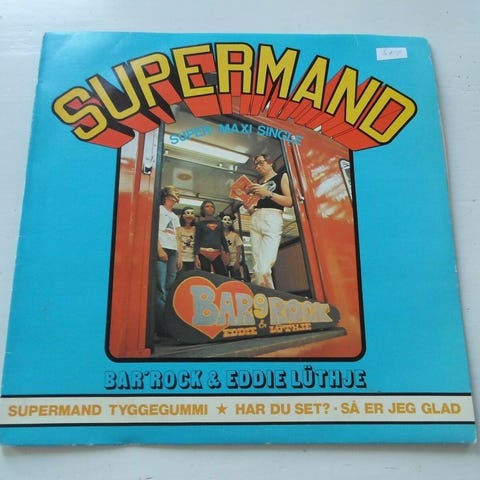 SUPERMAND
SUPER MAXI SINGLE
BAR'ROCK
EDDIE & LÜTHJE
BAR'ROCK & EDDIE LÜTHJE
SUPERMAND TYGGEGUMMI ★ HAR DU SET? · SÅ ER JEG GLAD